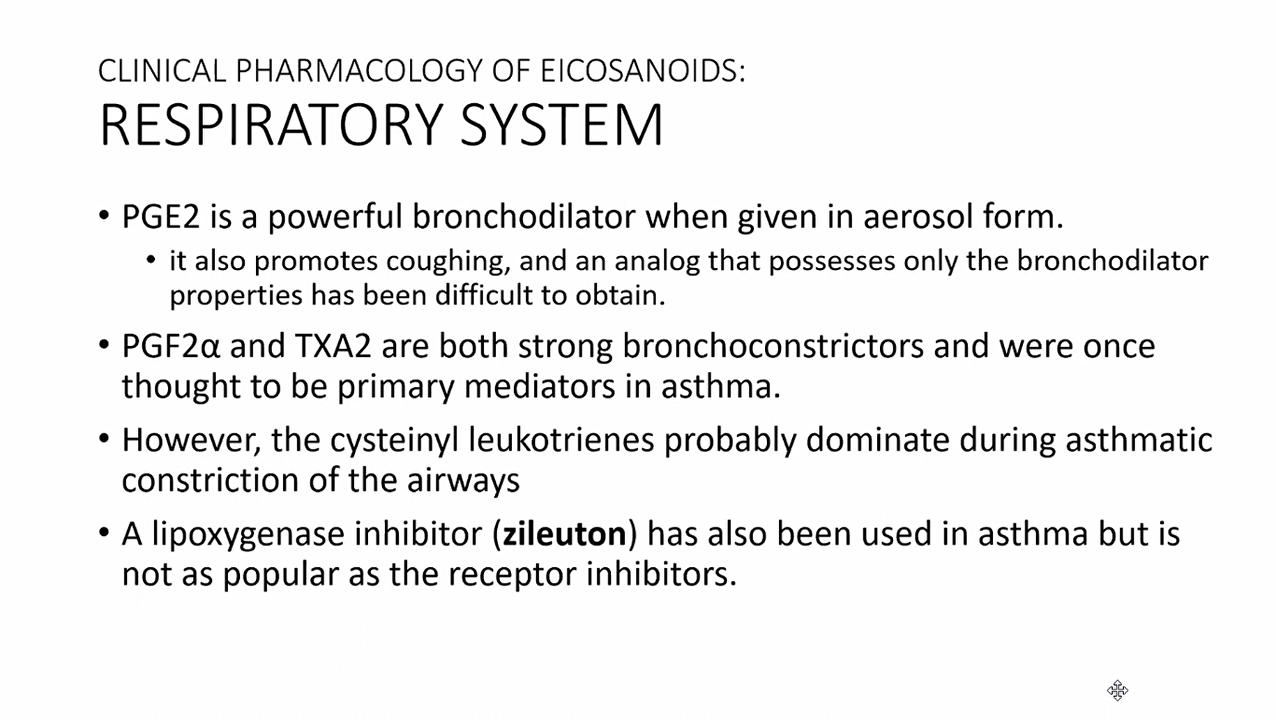 CLINICAL PHARMACOLOGY OF EICOSANOIDS:
RESPIRATORY SYSTEM
• PGE2 is a powerful bronchodilator when given in aerosol form.
• it also promotes coughing, and an analog that possesses only the bronchodilator
properties has been difficult to obtain.
• PGF2α and TXA2 are both strong bronchoconstrictors and were once
thought to be primary mediators in asthma.
• However, the cysteinyl leukotrienes probably dominate during asthmatic
constriction of the airways
• A lipoxygenase inhibitor (zileuton) has also been used in asthma but is
not as popular as the receptor inhibitors.